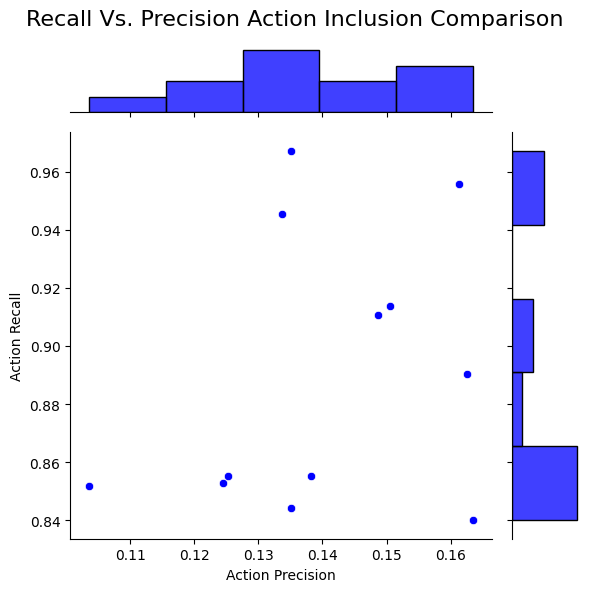 Recall Vs. Precision Action Inclusion Comparison
0.96
0.94
0.92
0.90
0.88
0.86
0.84
Action Recall
0.11 0.12 0.13 0.14 0.15 0.16
Action Precision